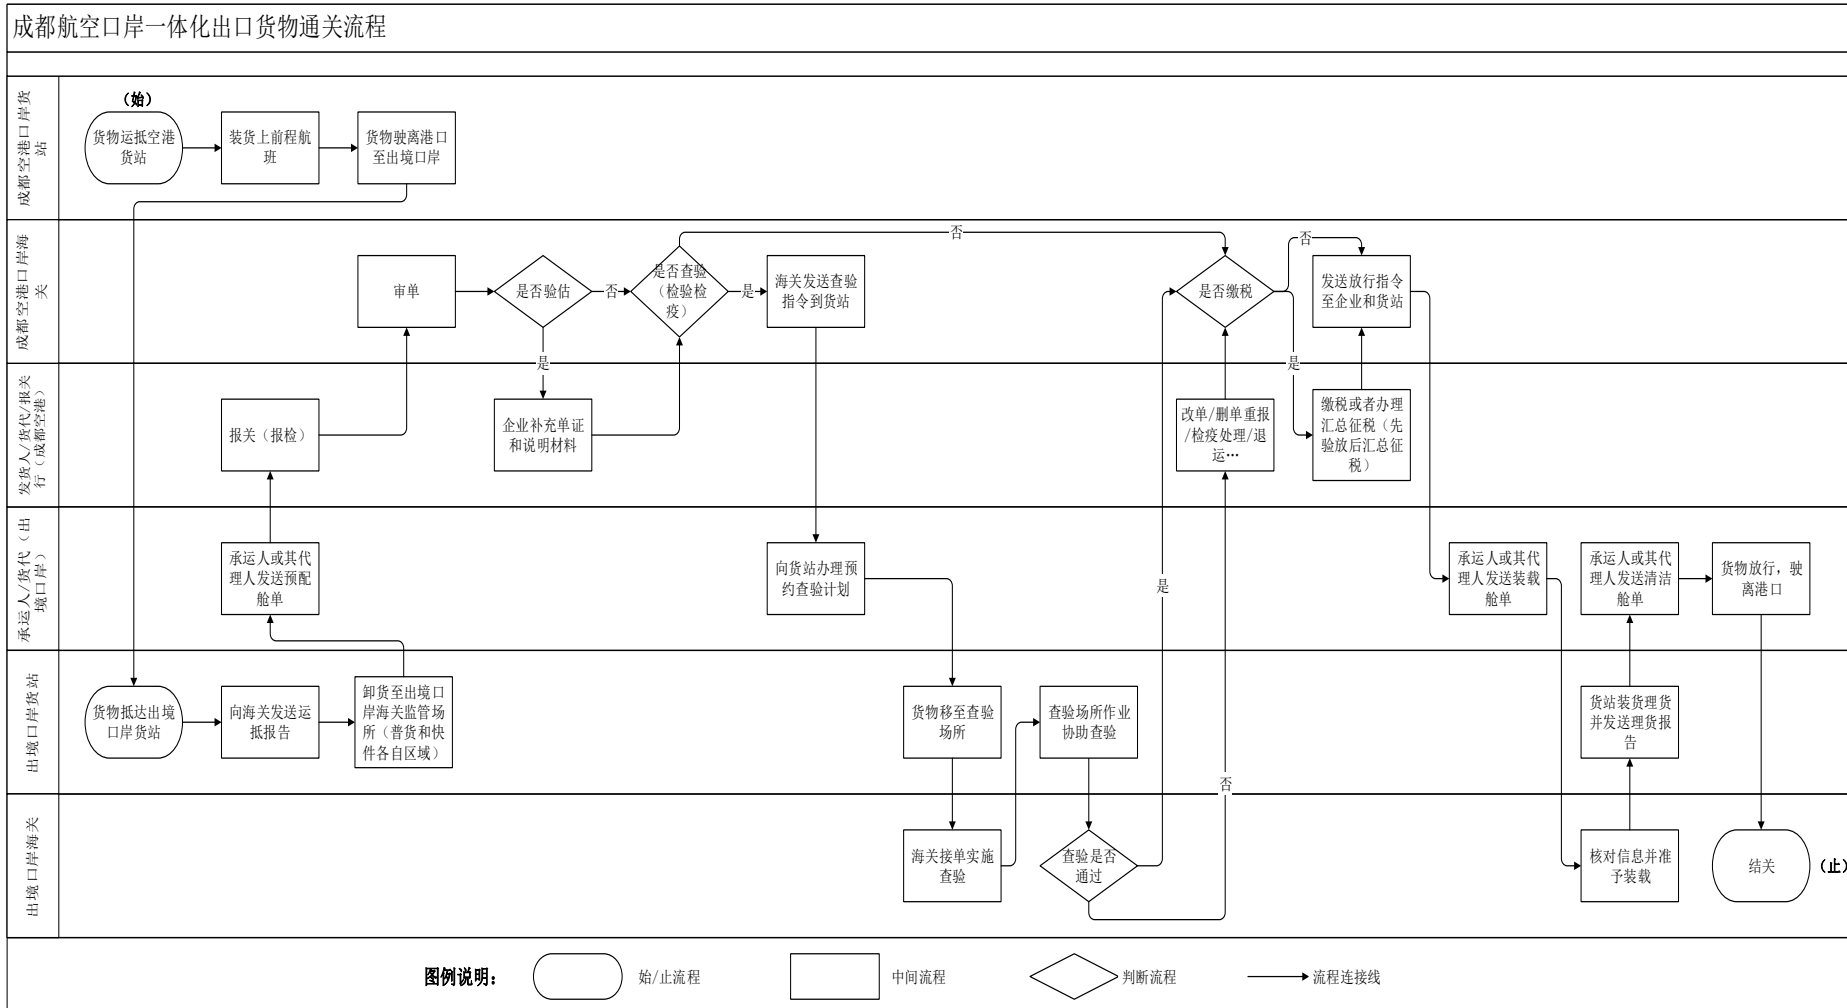 成都航空口岸一体化出口货物通关流程
成都空港口岸货
站
(始)
货物运抵空港
货站
装货上前程航
班
货物驶离港口
至出境口岸
成都空港口岸海
关
审单
是否验估
否
是
是否查验
(检验检
疫)
是
否
海关发送查验
指令到货站
是否缴税
否
是
发送放行指令
至企业和货站
发货人/货代/报关
行(成都空港)
报关(报检)
企业补充单证
和说明材料
改单/删单重报
/检疫处理/退
运…
缴税或者办理
汇总征税(先
验放后汇总征
税)
承运人/货代(出
境口岸)
承运人或其代
理人发送预配
舱单
向货站办理预
约查验计划
是
承运人或其代
理人发送装载
舱单
承运人或其代
理人发送清洁
舱单
货物放行，驶
离港口
出境口岸货站
货物抵达出境
口岸货站
向海关发送运
抵报告
卸货至出境口
岸海关监管场
所(普货和快
件各自区域)
货物移至查验
场所
查验场所作业
协助查验
否
货站装货理货
并发送理货报
告
出境口岸海关
海关接单实施
查验
查验是否
通过
核对信息并准
予装载
结关
(止)
图例说明：
始/止流程
中间流程
判断流程
流程连接线